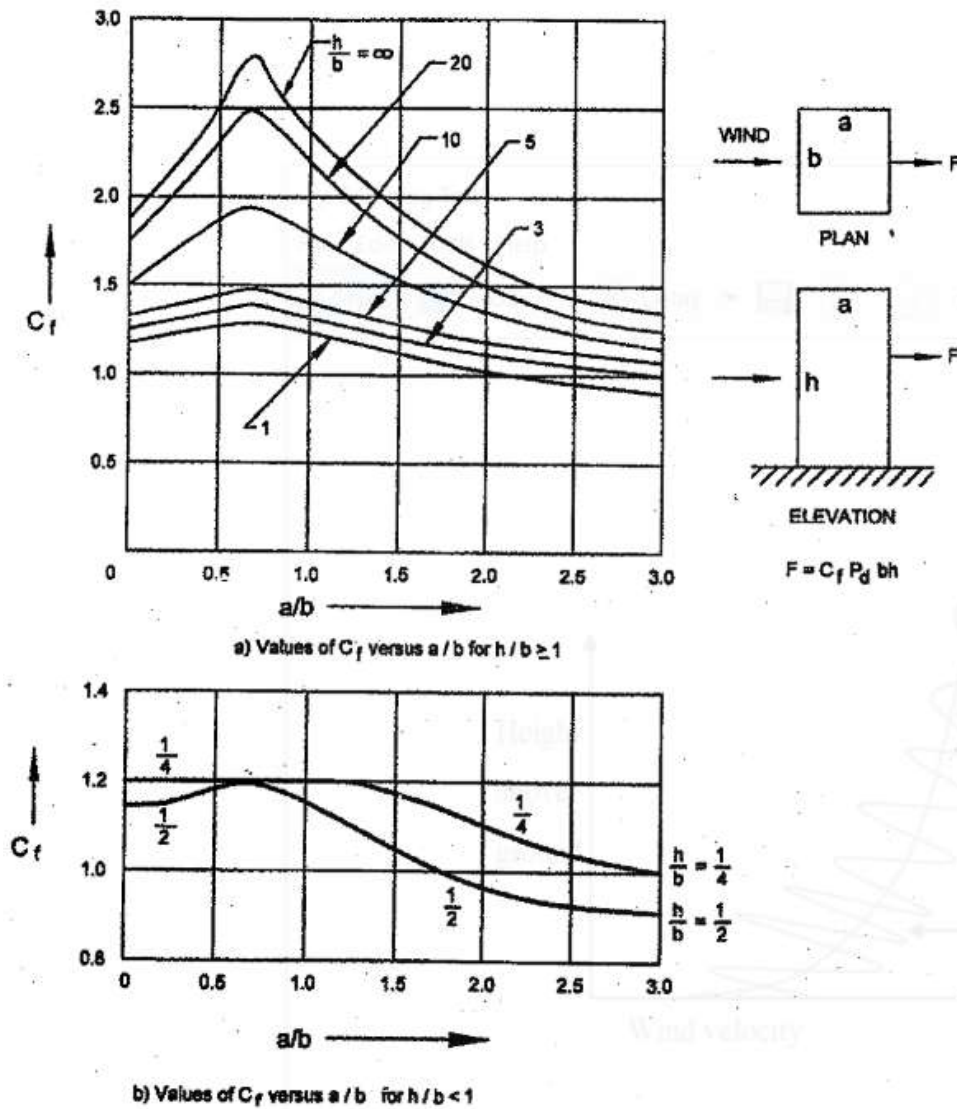 3.0
2.5
2.0
1.5
1.0
0.5
0
C_f
h/b = ∞
20
10
5
3
1
0.5
1.0
1.5
2.0
2.5
3.0
a/b
a) Values of C_f versus a / b for h / b ≥ 1
WIND
a
b
F
PLAN
a
h
F
ELEVATION
F = C_f P_d bh
1.4
1.2
1.0
0.8
C_f
1/4
1/2
1/4
1/2
h/b = 1/4
h/b = 1/2
0
0.5
1.0
1.5
2.0
2.5
3.0
a/b
b) Values of C_f versus a / b for h / b < 1
Height
Wind velocity